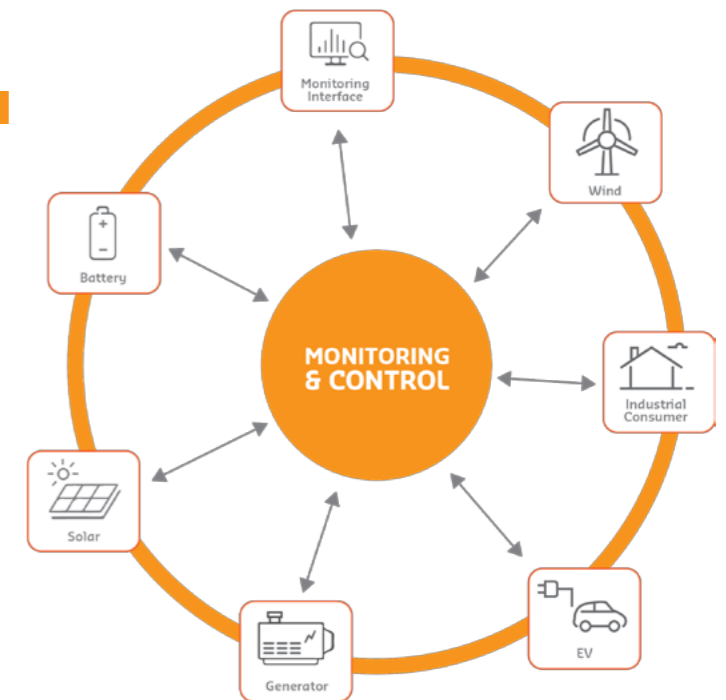 Monitoring
Interface
Wind
Battery
MONITORING
& CONTROL
Industrial
Consumer
Solar
EV
Generator